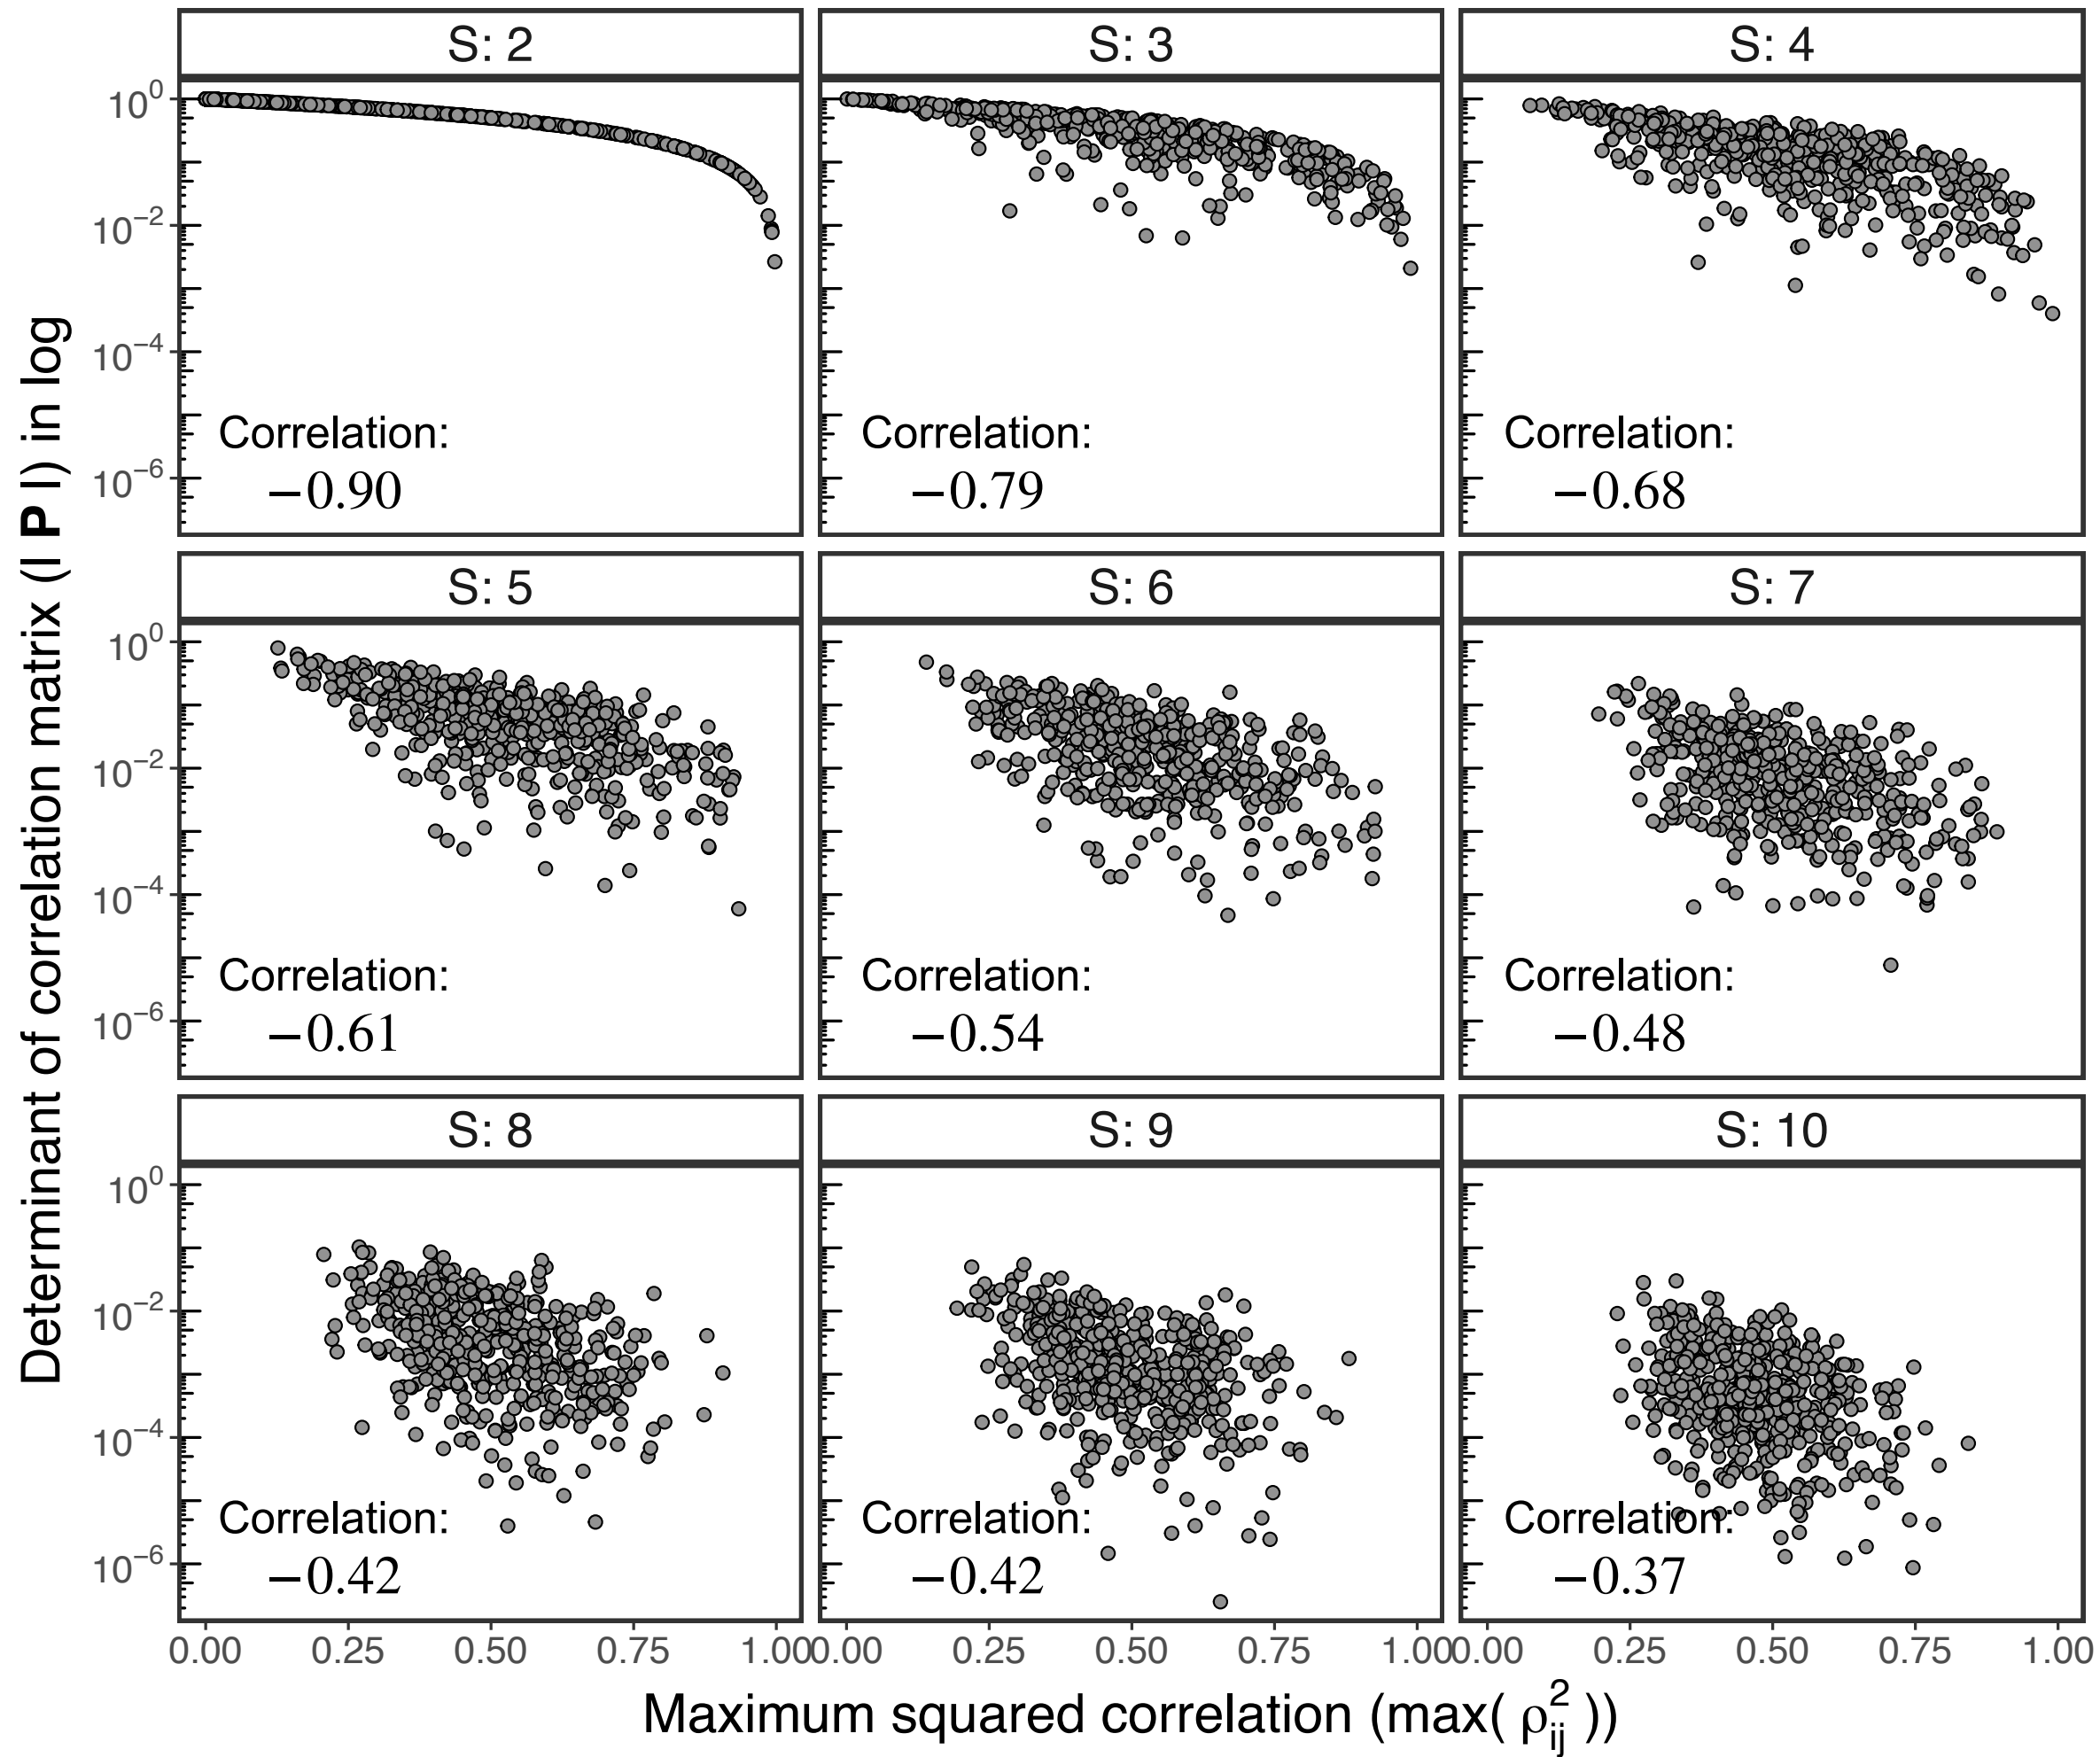 Determinant of correlation matrix (| P |) in log
S: 2
S: 3
S: 4
10^0
10^−2
10^−4
10^−6
Correlation:
−0.90
Correlation:
−0.79
Correlation:
−0.68
S: 5
S: 6
S: 7
10^0
10^−2
10^−4
10^−6
Correlation:
−0.61
Correlation:
−0.54
Correlation:
−0.48
S: 8
S: 9
S: 10
10^0
10^−2
10^−4
10^−6
Correlation:
−0.42
Correlation:
−0.42
Correlation:
−0.37
0.00 0.25 0.50 0.75 1.00
0.00 0.25 0.50 0.75 1.00
0.00 0.25 0.50 0.75 1.00
Maximum squared correlation (max( ρ_ij^2 ))